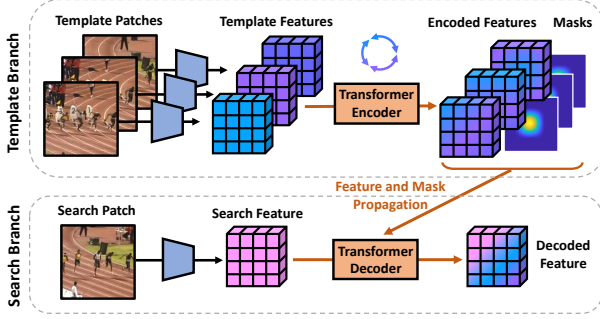 Template Branch
Template Patches
Template Features
Encoded Features
Masks
Transformer
Encoder
Feature and Mask
Propagation
Search Branch
Search Patch
Search Feature
Transformer
Decoder
Decoded
Feature